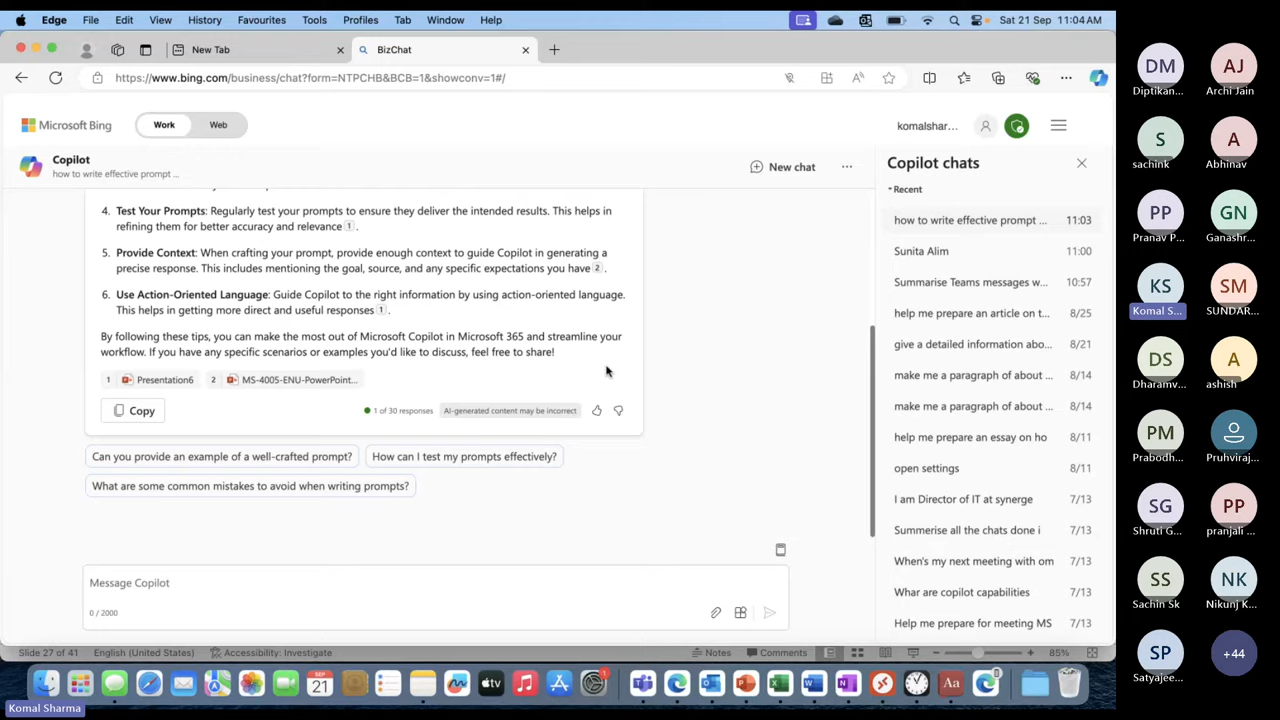 Edge File Edit View History Favourites Tools Profiles Tab Window Help Sat 21 Sep 11:04AM
New Tab BizChat
https://www.bing.com/business/chat?form=NTPCHB&BCB=1&showconv=1#/
Microsoft Bing Work Web komalshar...
Copilot
how to write effective prompt ...
New chat
4. Test Your Prompts: Regularly test your prompts to ensure they deliver the intended results. This helps in
refining them for better accuracy and relevance 1 .
5. Provide Context: When crafting your prompt, provide enough context to guide Copilot in generating a
precise response. This includes mentioning the goal, source, and any specific expectations you have 2 .
6. Use Action-Oriented Language: Guide Copilot to the right information by using action-oriented language.
This helps in getting more direct and useful responses 1 .
By following these tips, you can make the most out of Microsoft Copilot in Microsoft 365 and streamline your
workflow. If you have any specific scenarios or examples you'd like to discuss, feel free to share!
1 Presentation6 2 MS-4005-ENU-PowerPoint...
Copy 1 of 30 responses AI-generated content may be incorrect
Can you provide an example of a well-crafted prompt? How can I test my prompts effectively?
What are some common mistakes to avoid when writing prompts?
Message Copilot
0 / 2000
Copilot chats
Recent
how to write effective prompt ... 11:03
Sunita Alim 11:00
Summarise Teams messages w... 10:57
help me prepare an article on t... 8/25
give a detailed information abo... 8/21
make me a paragraph of about ... 8/14
make me a paragraph of about ... 8/14
help me prepare an essay on ho 8/11
open settings 8/11
I am Director of IT at synerge 7/13
Summerise all the chats done i 7/13
When's my next meeting with om 7/13
Whar are copilot capabilities 7/13
Help me prepare for meeting MS 7/13
Slide 27 of 41 English (United States) Accessibility: Investigate Notes Comments 85%
SEP
21
tv
Aa
Komal Sharma
DM AJ
Diptikan... Archi Jain
S A
sachink Abhinav
PP GN
Pranav P... Ganashr...
KS SM
Komal S... SUNDAR...
DS A
Dharamv... ashish
PM
Prabodh... Pruhviraj...
SG PP
Shruti G... pranjali ...
SS NK
Sachin Sk Nikunj K...
SP +44
Satyajee...